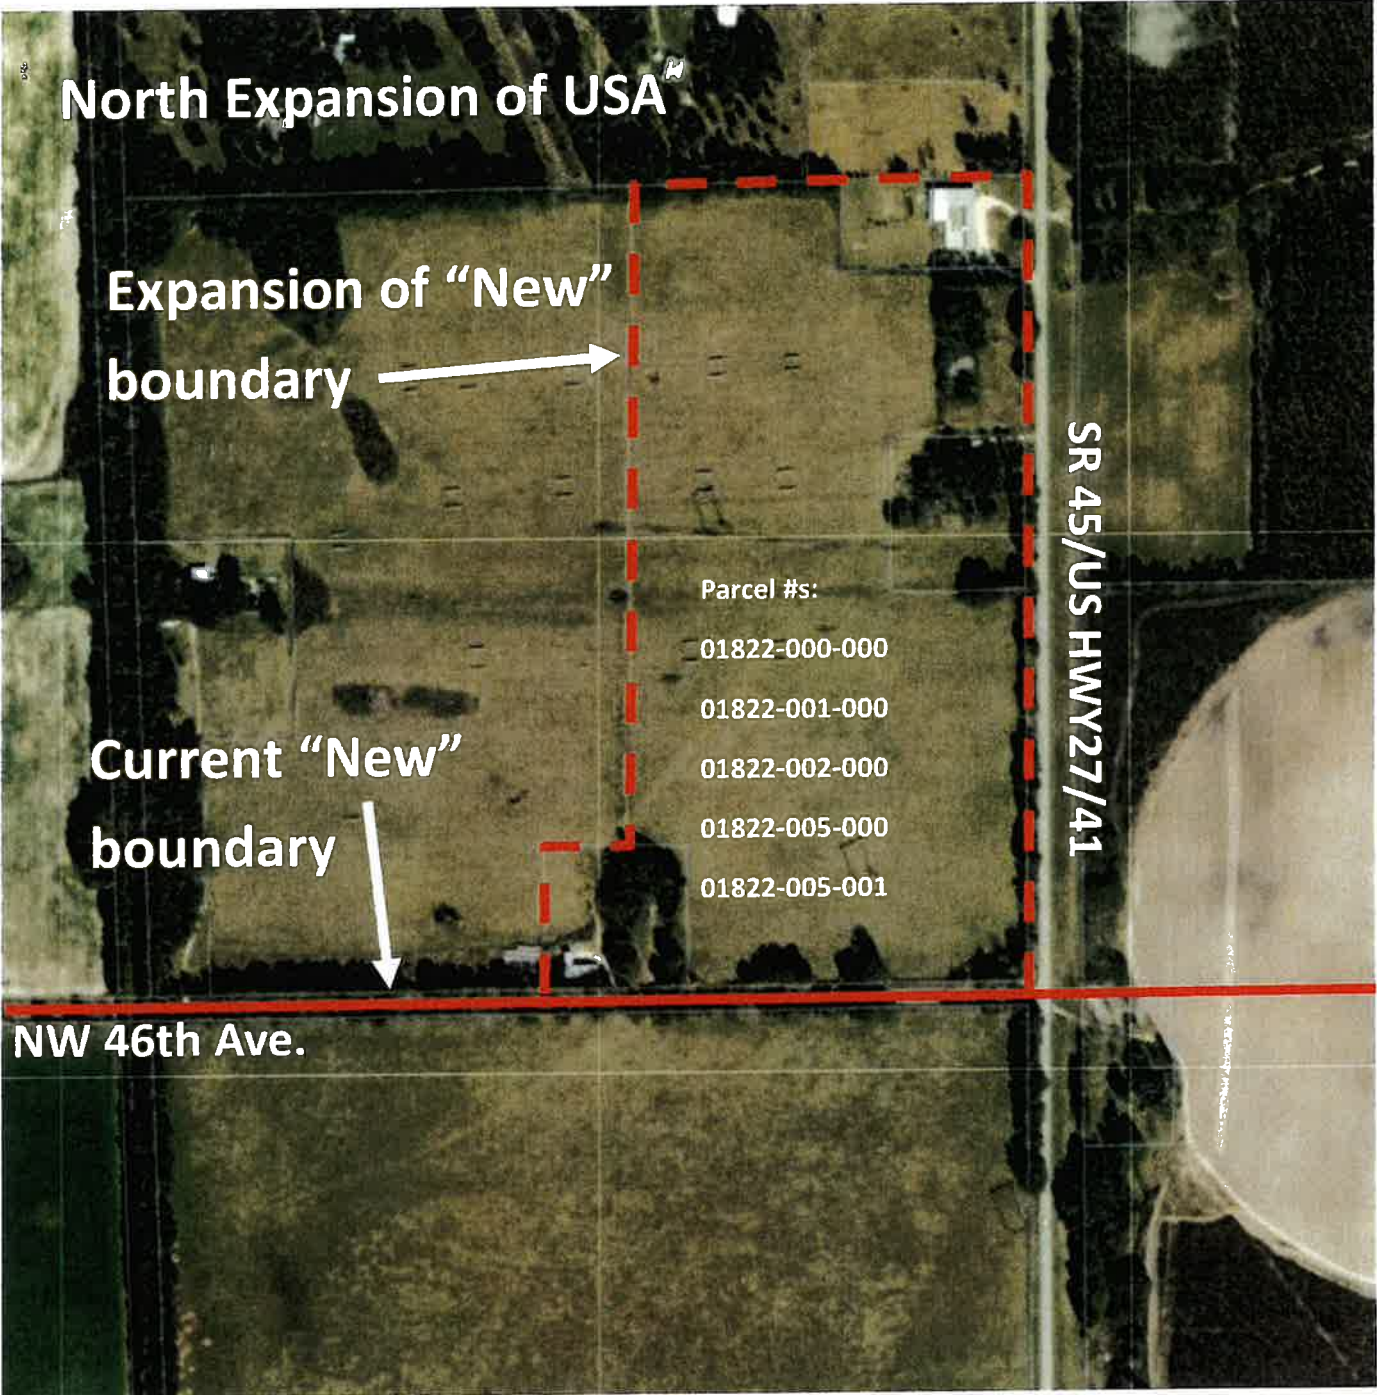 North Expansion of USA
Expansion of “New”
boundary
SR 45/US HWY27/41
Parcel #s:
01822-000-000
01822-001-000
01822-002-000
01822-005-000
01822-005-001
Current “New”
boundary
NW 46th Ave.